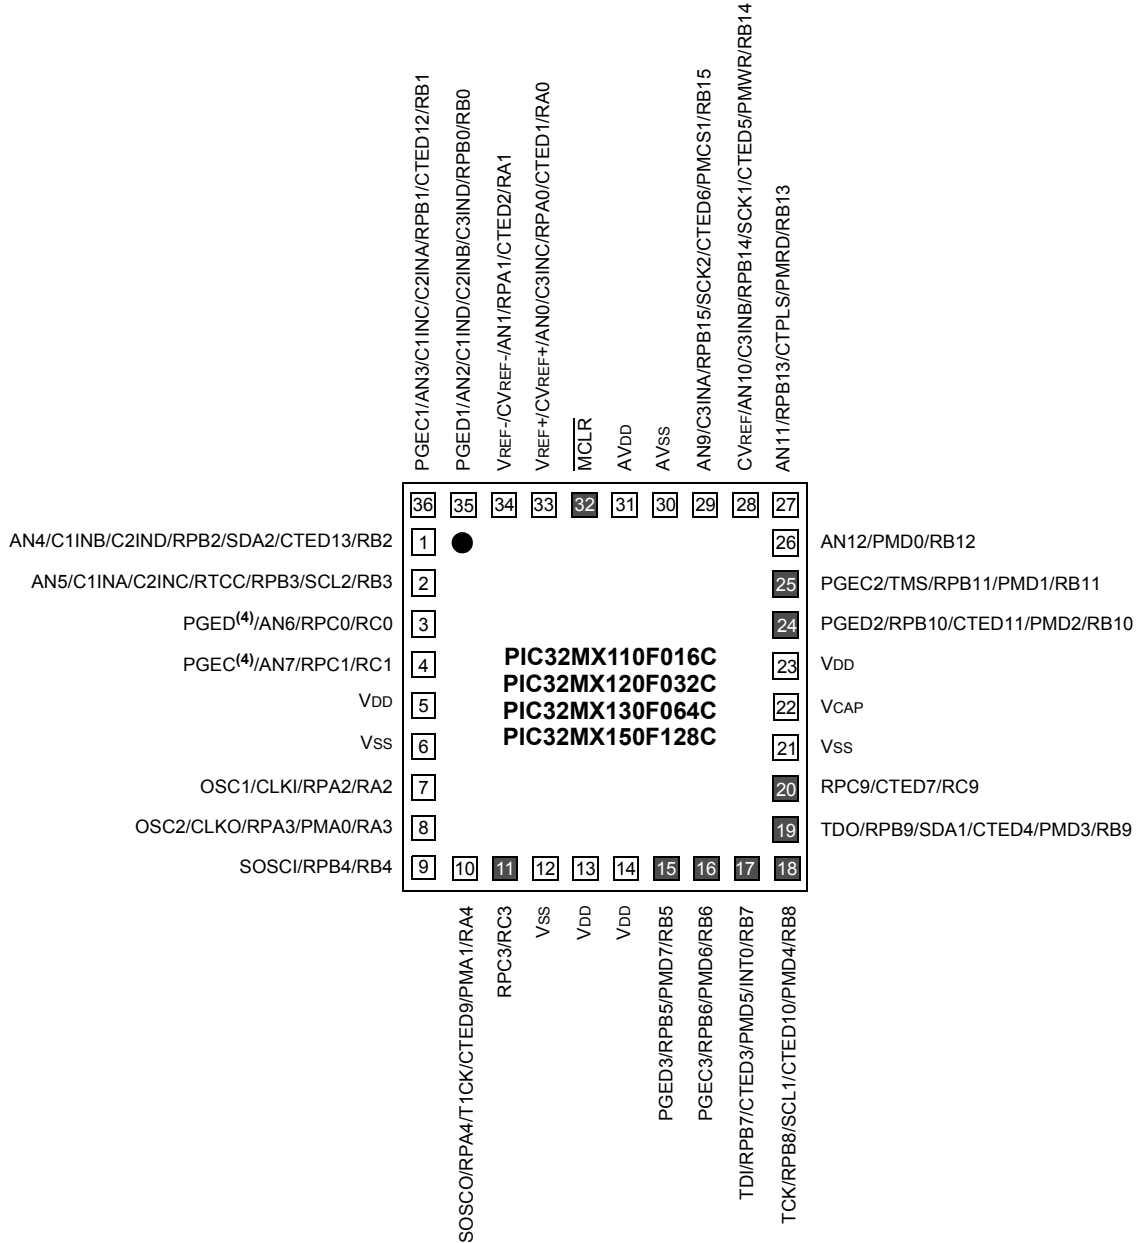 PGEC1/AN3/C1INC/C2INA/RPB1/CTED12/RB1
PGED1/AN2/C1IND/C2INB/C3IND/RPB0/RB0
VREF-/CVREF-/AN1/RPA1/CTED2/RA1
VREF+/CVREF+/AN0/C3INC/RPA0/CTED1/RA0
MCLR
AVDD
AVSS
AN9/C3INA/RPB15/SCK2/CTED6/PMCS1/RB15
CVREF/AN10/C3INB/RPB14/SCK1/CTED5/PMWR/RB14
AN11/RPB13/CTPLS/PMRD/RB13
36 35 34 33 32 31 30 29 28 27
AN4/C1INB/C2IND/RPB2/SDA2/CTED13/RB2 1
26 AN12/PMD0/RB12
AN5/C1INA/C2INC/RTCC/RPB3/SCL2/RB3 2
25 PGEC2/TMS/RPB11/PMD1/RB11
PGED(4)/AN6/RPC0/RC0 3
24 PGED2/RPB10/CTED11/PMD2/RB10
PGEC(4)/AN7/RPC1/RC1 4
23 VDD
VDD 5
22 VCAP
VSS 6
21 VSS
OSC1/CLKI/RPA2/RA2 7
20 RPC9/CTED7/RC9
OSC2/CLKO/RPA3/PMA0/RA3 8
19 TDO/RPB9/SDA1/CTED4/PMD3/RB9
SOSCI/RPB4/RB4 9
PIC32MX110F016C
PIC32MX120F032C
PIC32MX130F064C
PIC32MX150F128C
10 11 12 13 14 15 16 17 18
SOSCO/RPA4/T1CK/CTED9/PMA1/RA4
RPC3/RC3
VSS
VDD
VDD
PGED3/RPB5/PMD7/RB5
PGEC3/RPB6/PMD6/RB6
TDI/RPB7/CTED3/PMD5/INT0/RB7
TCK/RPB8/SCL1/CTED10/PMD4/RB8